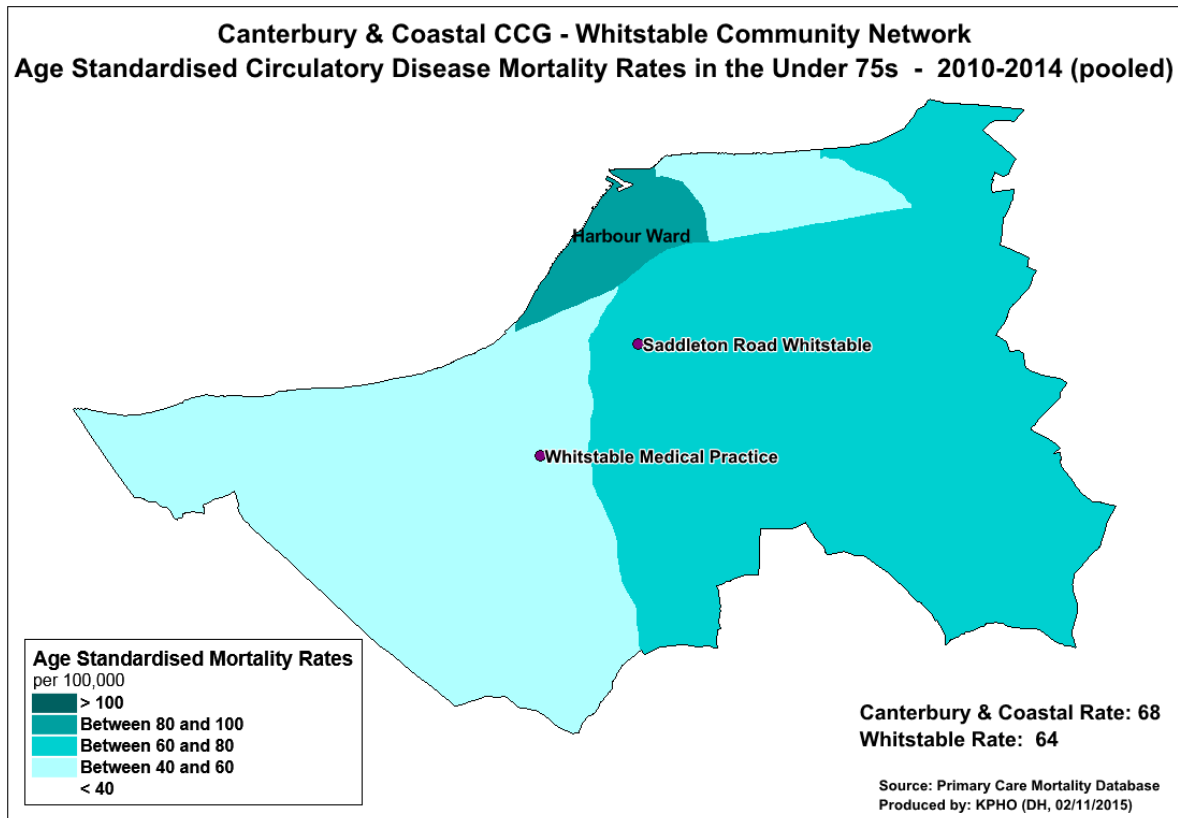 Canterbury & Coastal CCG - Whitstable Community Network
Age Standardised Circulatory Disease Mortality Rates in the Under 75s - 2010-2014 (pooled)
Harbour Ward
Saddleton Road Whitstable
Whitstable Medical Practice
Age Standardised Mortality Rates
per 100,000
> 100
Between 80 and 100
Between 60 and 80
Between 40 and 60
< 40
Canterbury & Coastal Rate: 68
Whitstable Rate: 64
Source: Primary Care Mortality Database
Produced by: KPHO (DH, 02/11/2015)